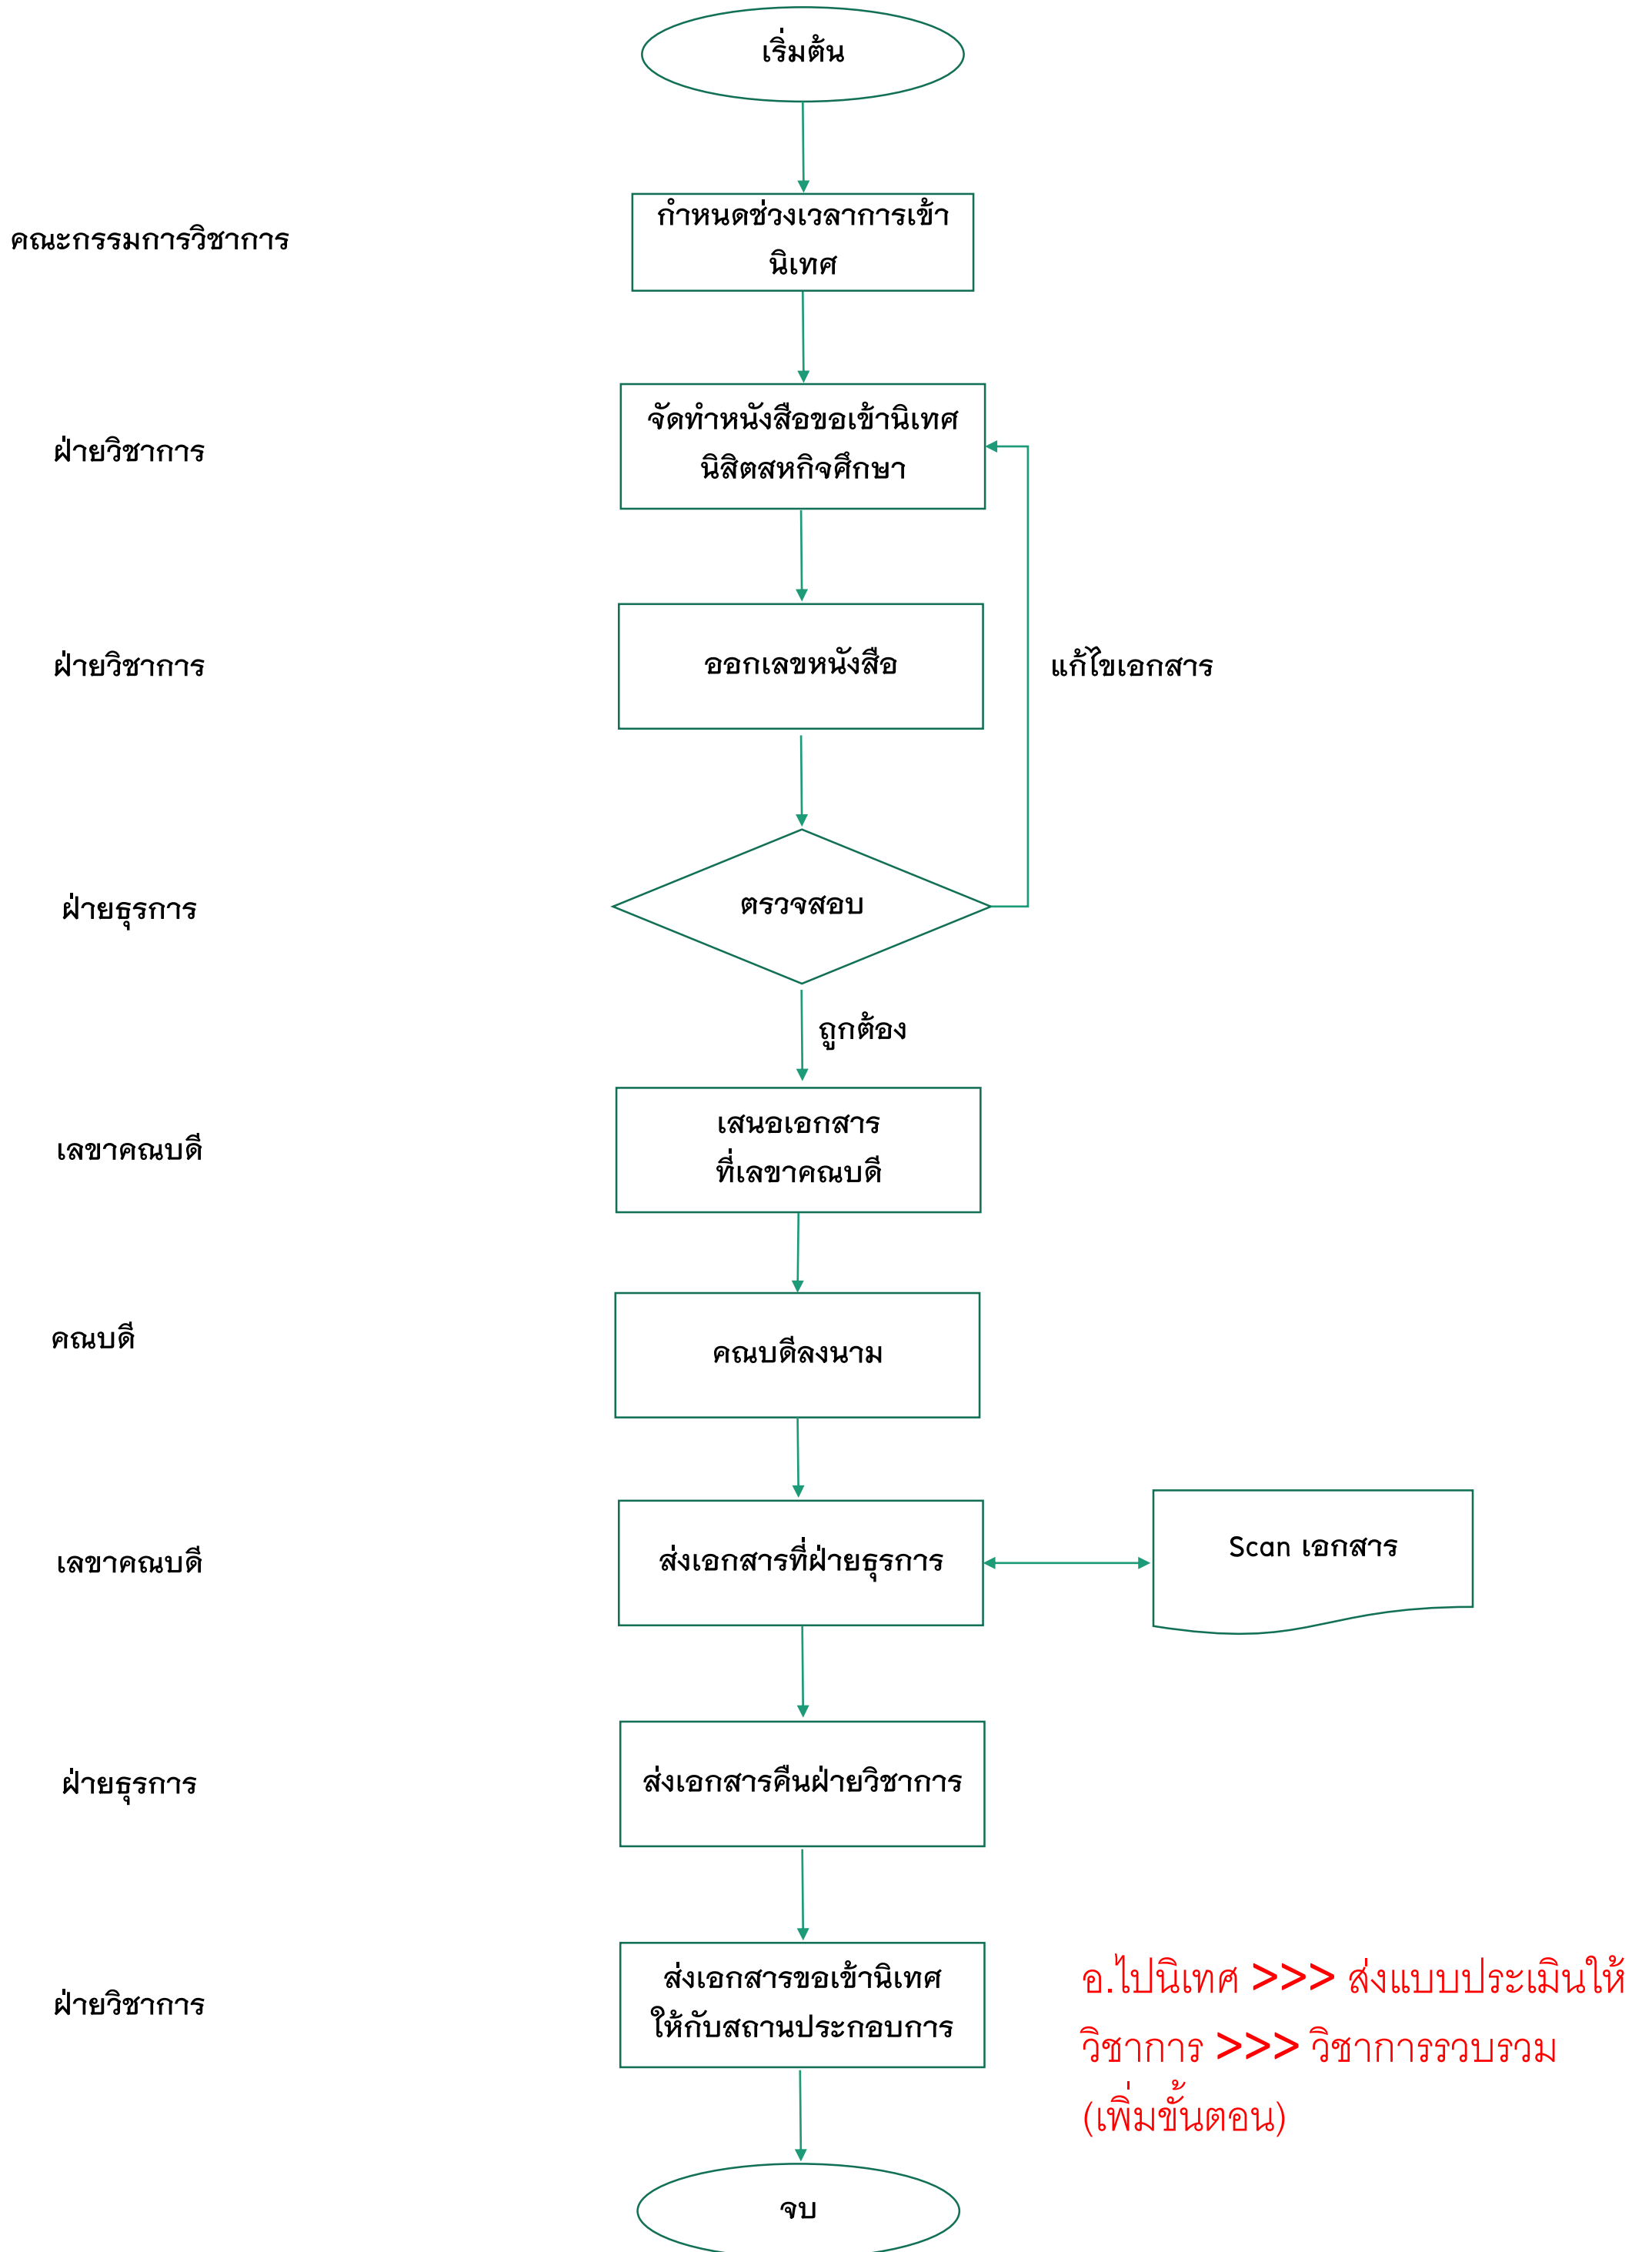 เริ่มต้น
คณะกรรมการวิชาการ
กำหนดช่วงเวลาการเข้า
นิเทศ
ฝ่ายวิชาการ
จัดทำหนังสือขอเข้านิเทศ
นิสิตสหกิจศึกษา
ฝ่ายวิชาการ
ออกเลขหนังสือ
แก้ไขเอกสาร
ฝ่ายธุรการ
ตรวจสอบ
ถูกต้อง
เลขาคณบดี
เสนอเอกสาร
ที่เลขาคณบดี
คณบดี
คณบดีลงนาม
เลขาคณบดี
ส่งเอกสารที่ฝ่ายธุรการ
Scan เอกสาร
ฝ่ายธุรการ
ส่งเอกสารคืนฝ่ายวิชาการ
ฝ่ายวิชาการ
ส่งเอกสารขอเข้านิเทศ
ให้กับสถานประกอบการ
อ.ไปนิเทศ >>> ส่งแบบประเมินให้
วิชาการ >>> วิชาการรวบรวม
(เพิ่มขั้นตอน)
จบ